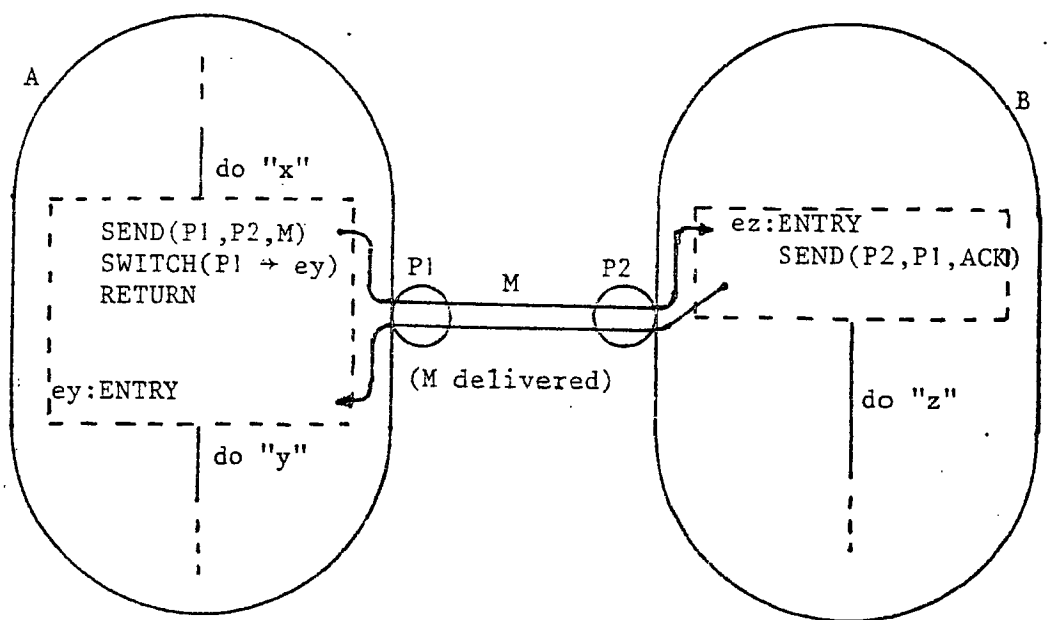 A
B
do "x"
SEND(P1,P2,M)
SWITCH(P1 → ey)
RETURN
ey:ENTRY
do "y"
P1
M
P2
(M delivered)
ez:ENTRY
SEND(P2,P1,ACK)
do "z"